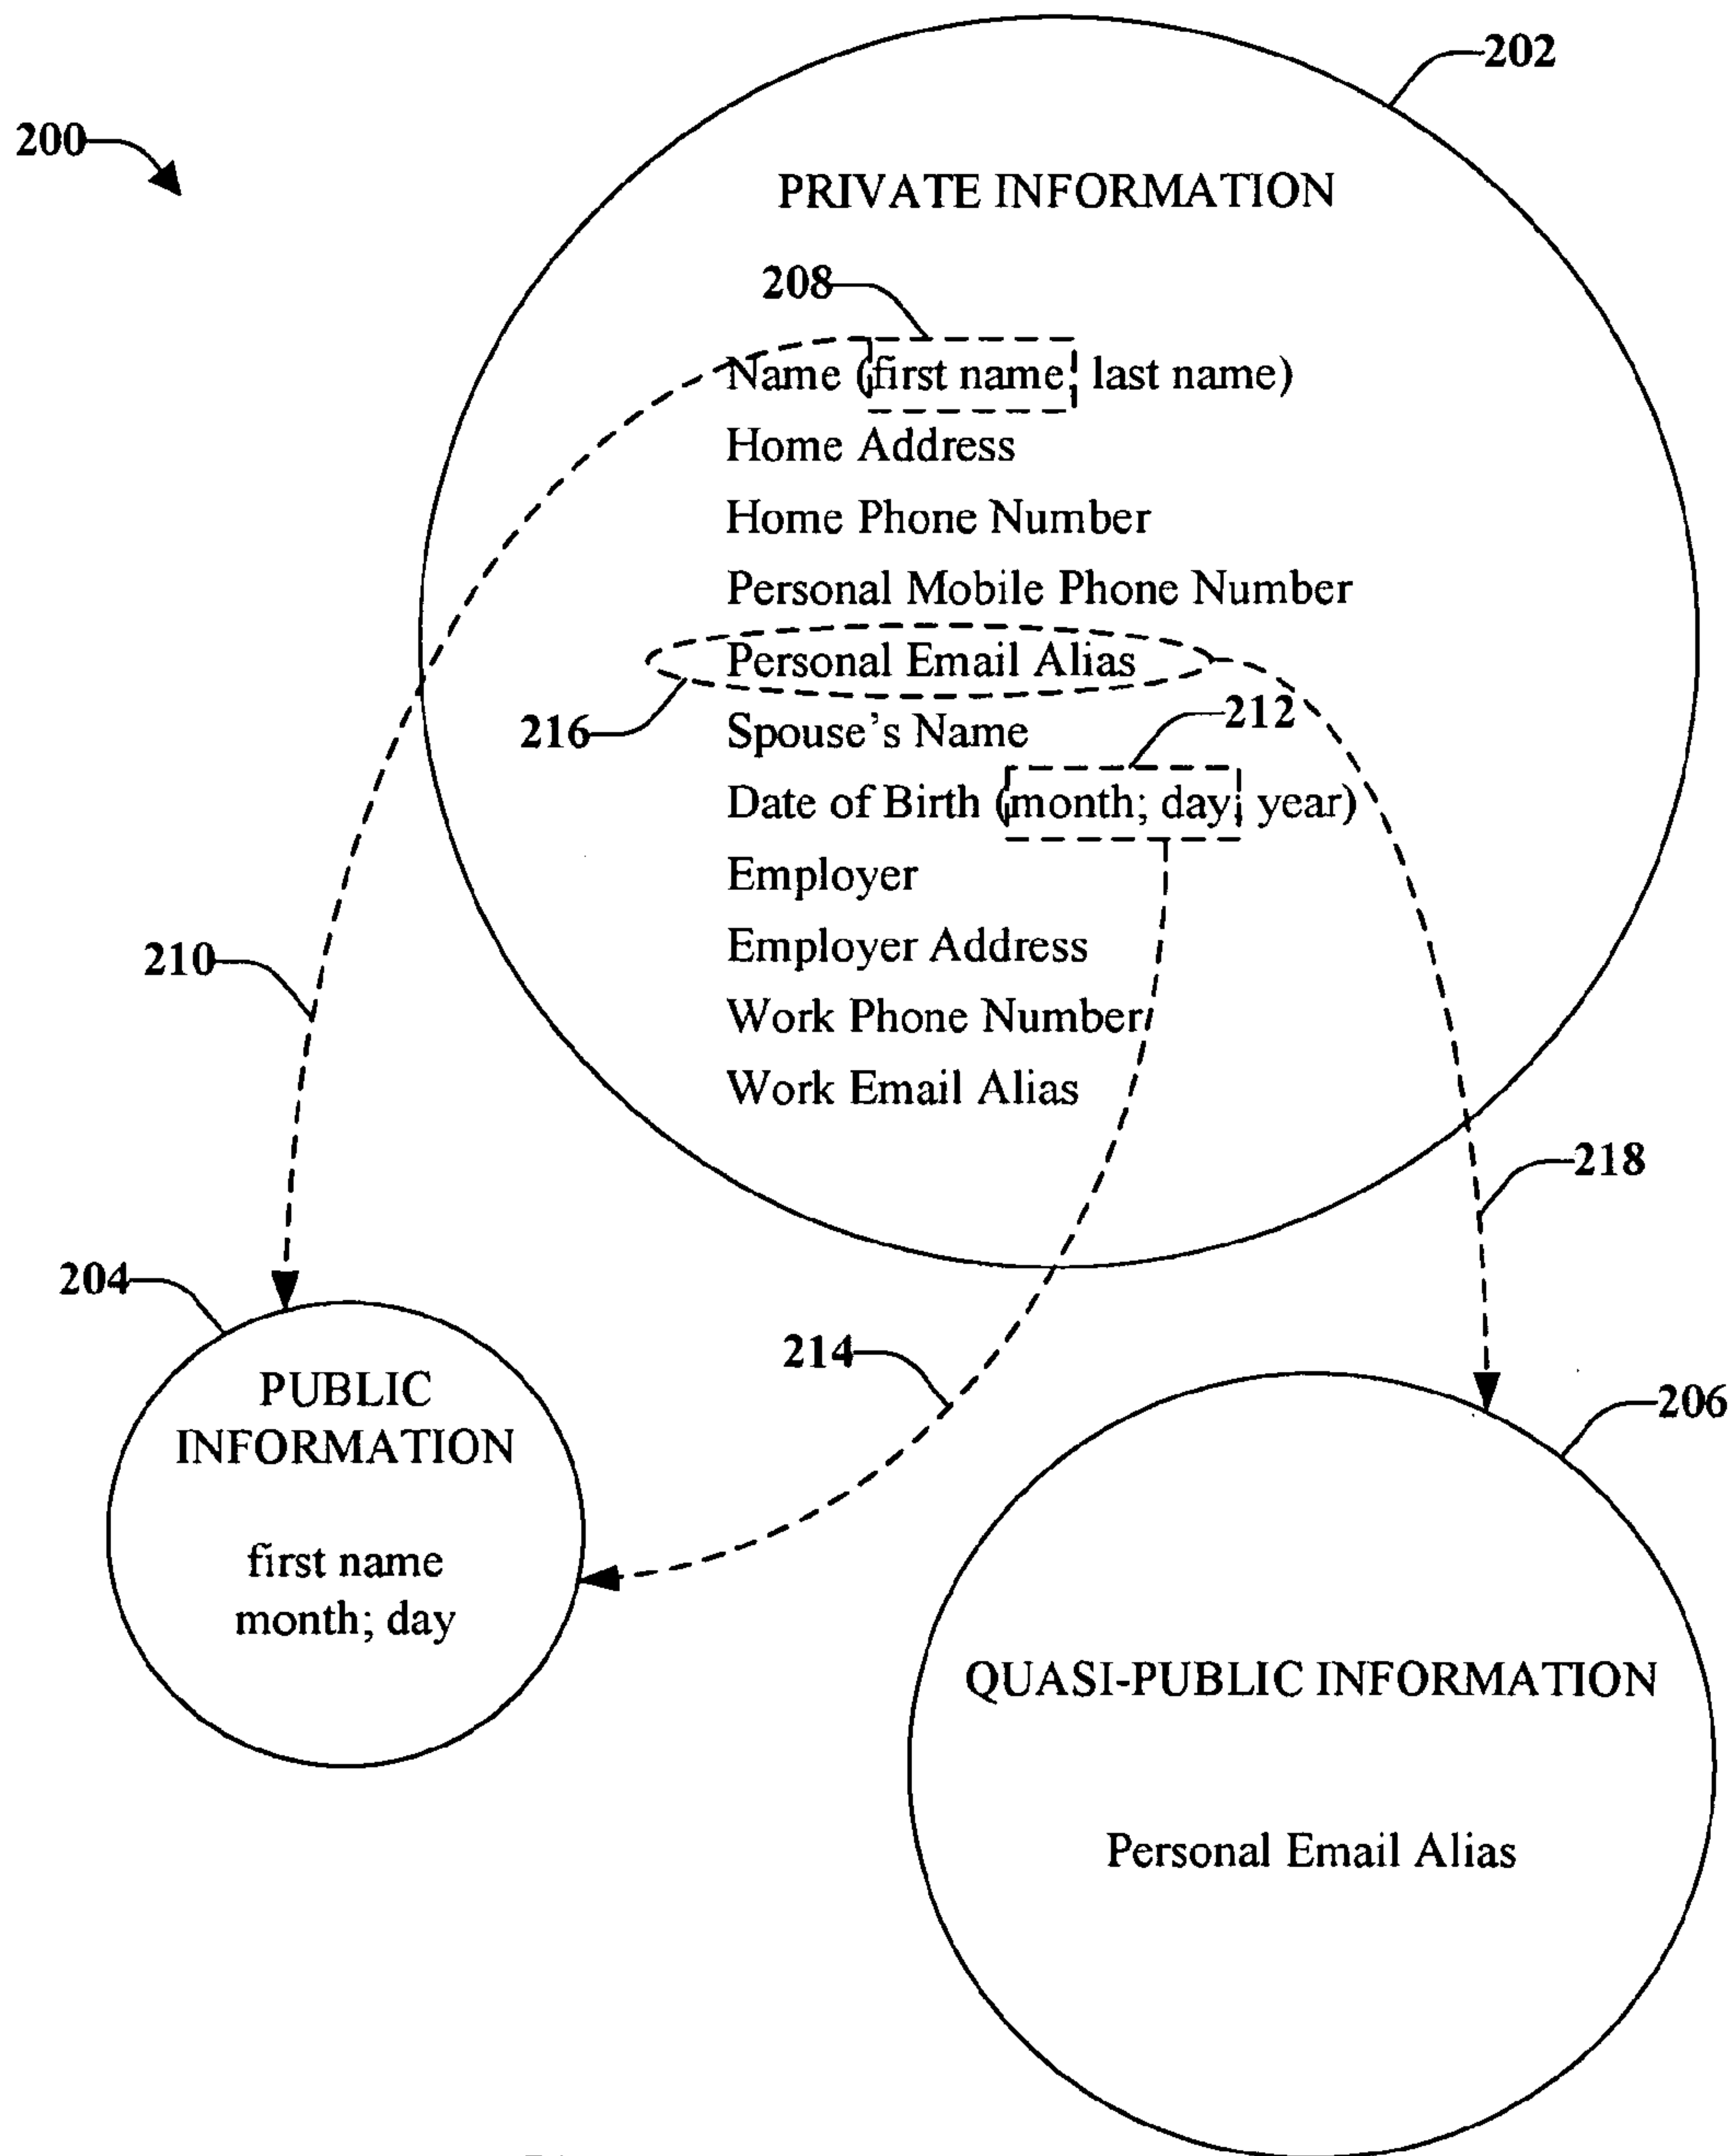 202
200
PRIVATE INFORMATION
208
Name (first name; last name)
Home Address
Home Phone Number
Personal Mobile Phone Number
Personal Email Alias
216
212
Spouse's Name
Date of Birth (month; day; year)
Employer
210
Employer Address
Work Phone Number
Work Email Alias
218
204
214
PUBLIC
INFORMATION
206
first name
month; day
QUASI-PUBLIC INFORMATION
Personal Email Alias